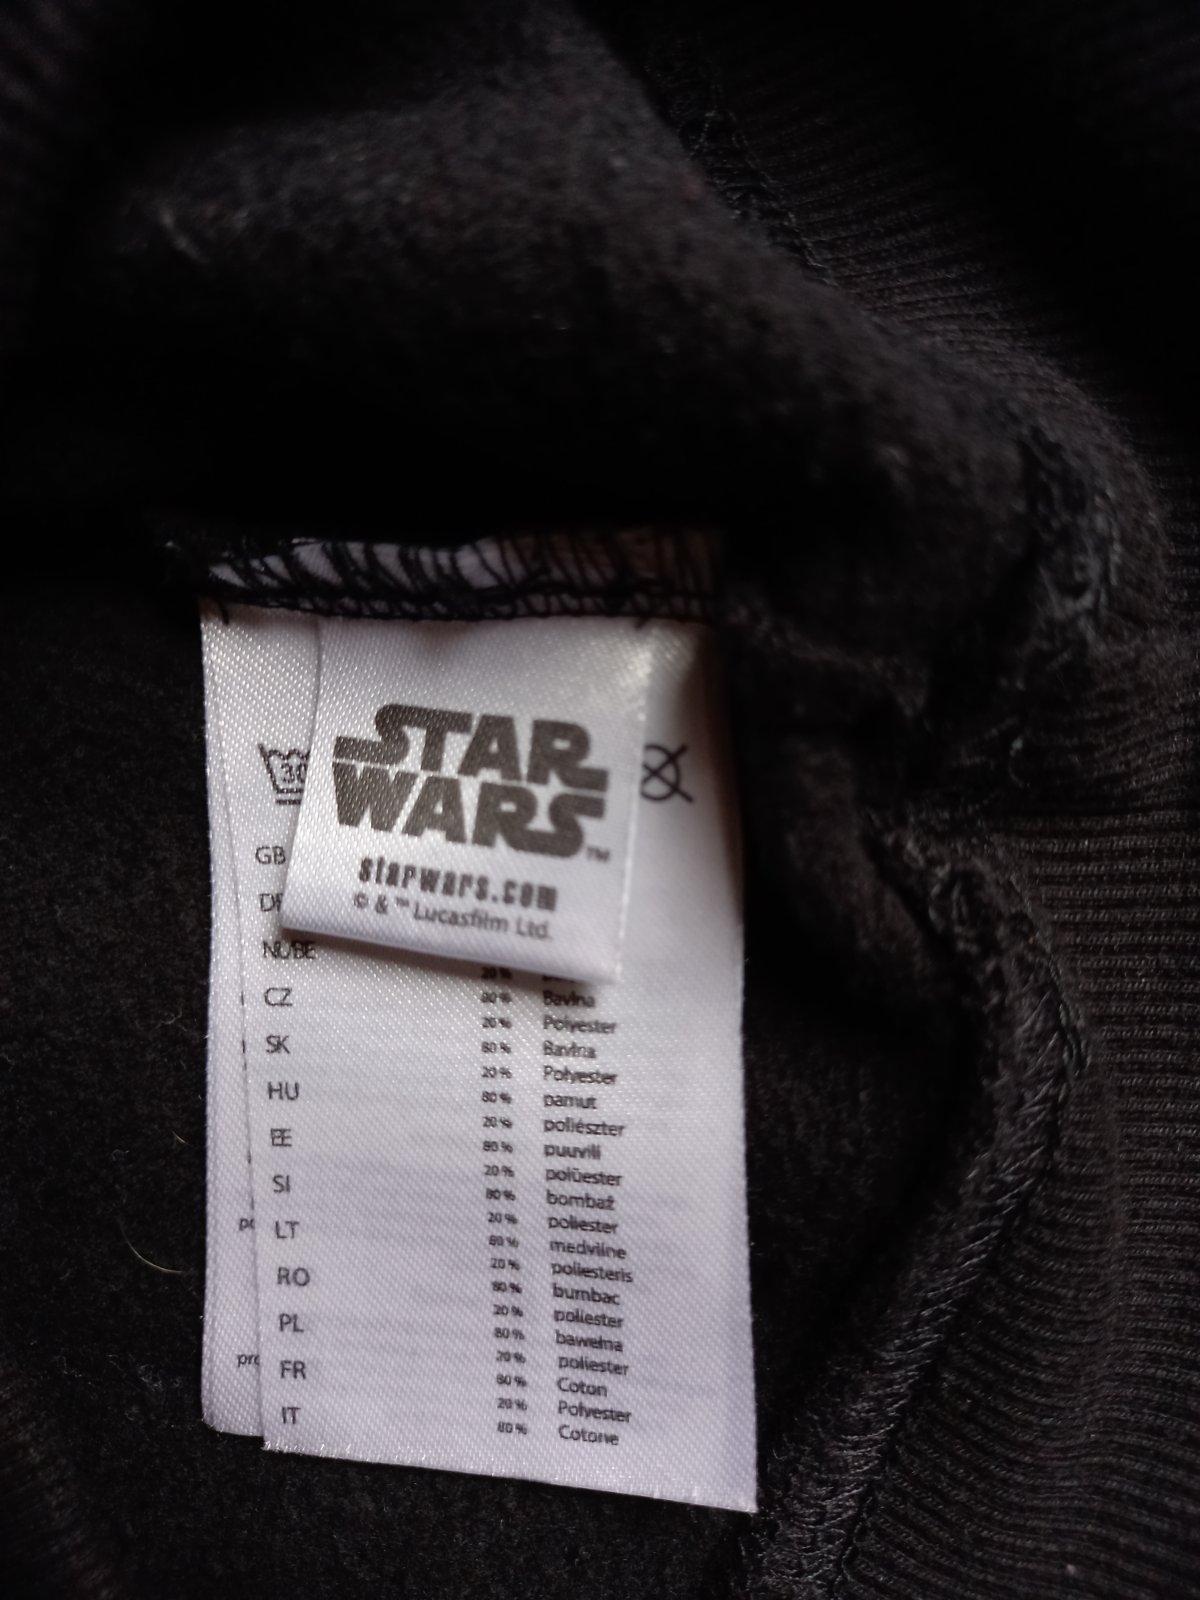 STAR
WARS™
starwars.com
© & ™ Lucasfilm Ltd.
30
GB
NL/BE
20 %
CZ 80 % Bavlna
20 % Polyester
SK 80 % Bavlna
20 % Polyester
HU 80 % pamut
20 % poliészter
EE 80 % puuvill
20 % polüester
SI 80 % bombaž
20 % poliester
LT 80 % medvilnė
20 % poliesteris
RO 80 % bumbac
20 % poliester
PL 80 % bawełna
20 % poliester
FR 80 % Coton
20 % Polyester
IT 80 % Cotone